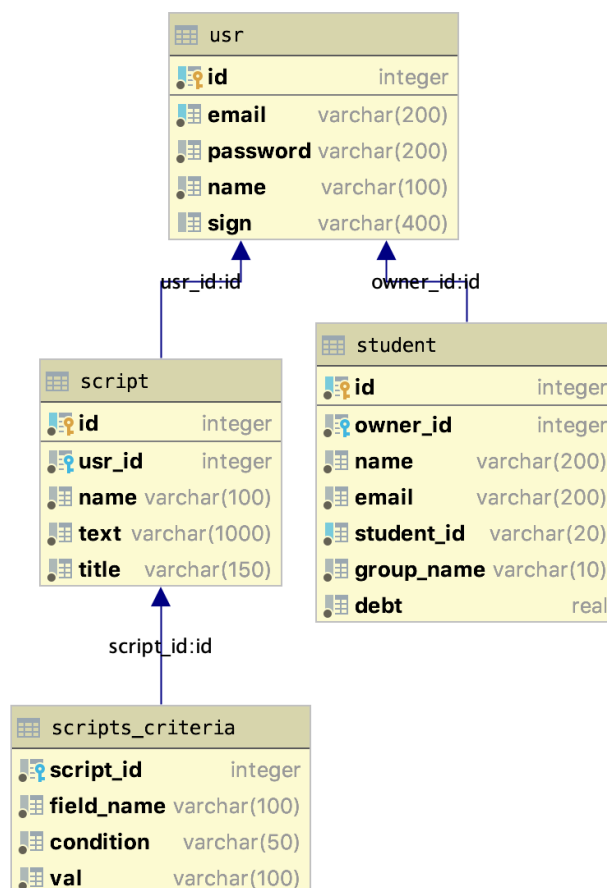 usr
id integer
email varchar(200)
password varchar(200)
name varchar(100)
sign varchar(400)
usr_id:id
owner_id:id
script
id integer
usr_id integer
name varchar(100)
text varchar(1000)
title varchar(150)
student
id integer
owner_id integer
name varchar(200)
email varchar(200)
student_id varchar(20)
group_name varchar(10)
debt real
script_id:id
scripts_criteria
script_id integer
field_name varchar(100)
condition varchar(50)
val varchar(100)